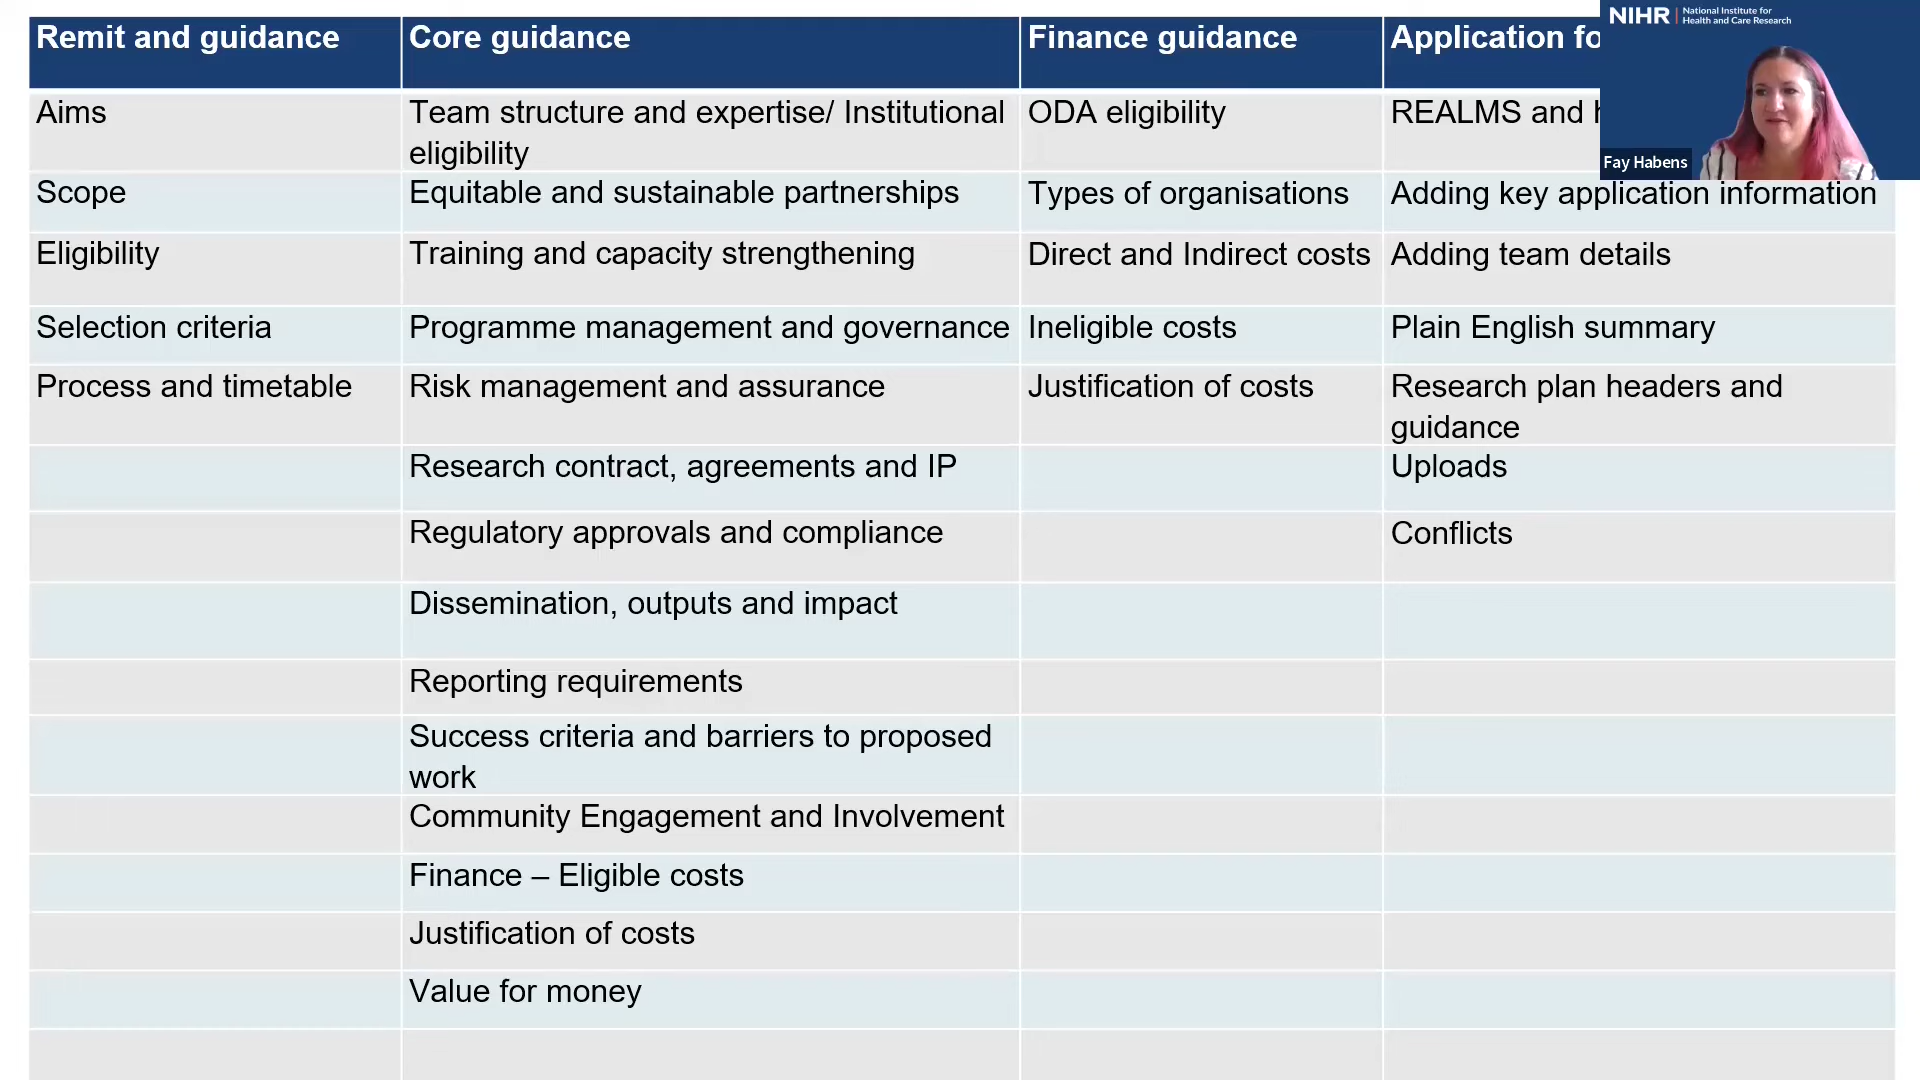 Remit and guidance
Core guidance
Finance guidance
Application fo
NIHR | National Institute for
Health and Care Research
Aims
Team structure and expertise/ Institutional
eligibility
ODA eligibility
REALMS and
Fay Habens
Scope
Equitable and sustainable partnerships
Types of organisations
Adding key application information
Eligibility
Training and capacity strengthening
Direct and Indirect costs
Adding team details
Selection criteria
Programme management and governance
Ineligible costs
Plain English summary
Process and timetable
Risk management and assurance
Justification of costs
Research plan headers and
guidance
Research contract, agreements and IP
Uploads
Regulatory approvals and compliance
Conflicts
Dissemination, outputs and impact
Reporting requirements
Success criteria and barriers to proposed
work
Community Engagement and Involvement
Finance – Eligible costs
Justification of costs
Value for money